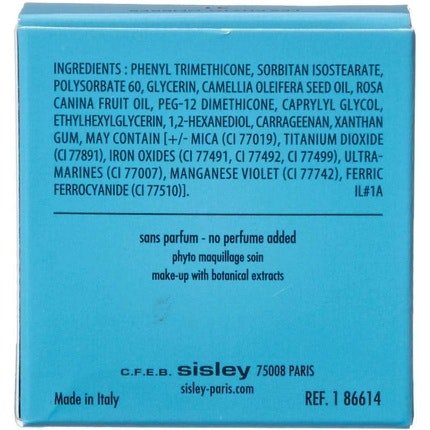 INGREDIENTS : PHENYL TRIMETHICONE, SORBITAN ISOSTEARATE,
POLYSORBATE 60, GLYCERIN, CAMELLIA OLEIFERA SEED OIL, ROSA
CANINA FRUIT OIL, PEG-12 DIMETHICONE, CAPRYLYL GLYCOL,
ETHYLHEXYLGLYCERIN, 1,2-HEXANEDIOL, CARRAGEENAN, XANTHAN
GUM, MAY CONTAIN [+/- MICA (CI 77019), TITANIUM DIOXIDE
(CI 77891), IRON OXIDES (CI 77491, CI 77492, CI 77499), ULTRA-
MARINES (CI 77007), MANGANESE VIOLET (CI 77742), FERRIC
FERROCYANIDE (CI 77510)]. IL#1A
sans parfum - no perfume added
phyto maquillage soin
make-up with botanical extracts
C.F.E.B. sisley 75008 PARIS
sisley-paris.com
Made in Italy REF. 1 86614